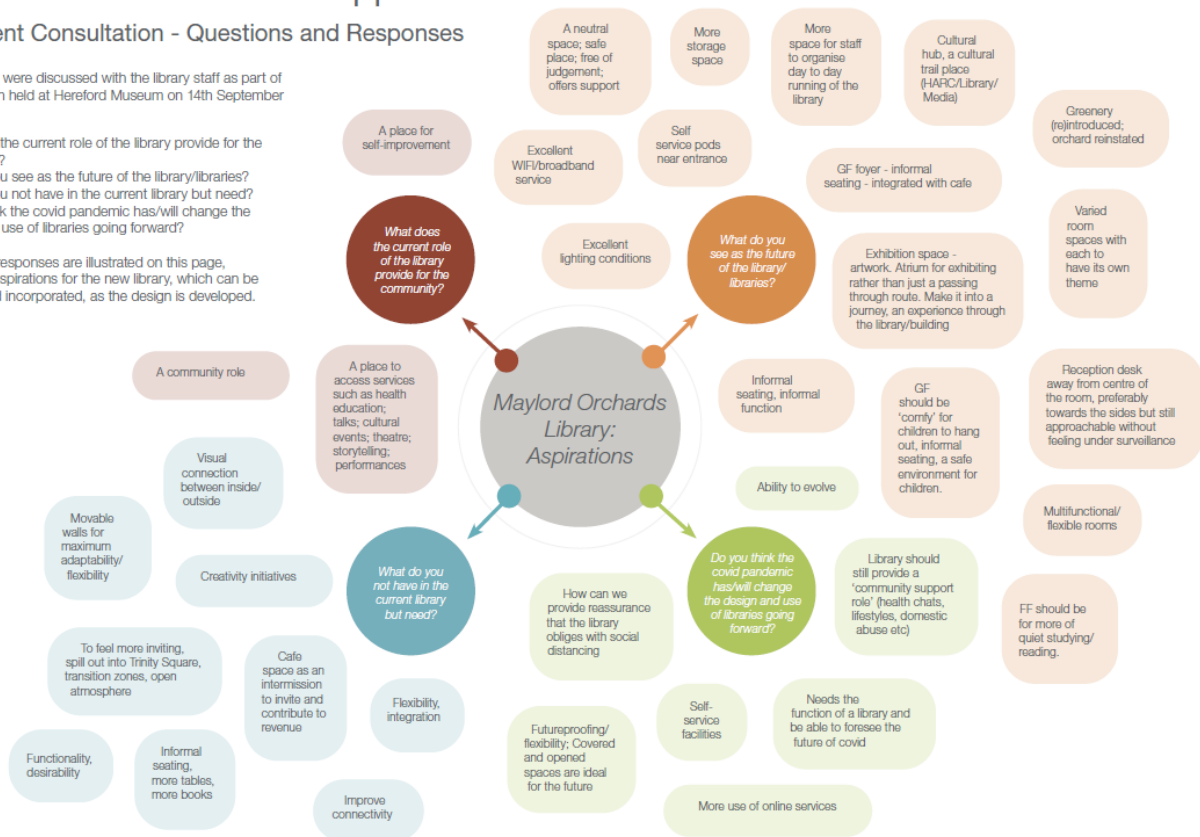 ent Consultation - Questions and Responses
were discussed with the library staff as part of
held at Hereford Museum on 14th September
the current role of the library provide for the
?
u see as the future of the library/libraries?
u not have in the current library but need?
k the covid pandemic has/will change the
use of libraries going forward?
responses are illustrated on this page,
spirations for the new library, which can be
incorporated, as the design is developed.
A place for
self-improvement
What does
the current role
of the library
provide for the
community?
A community role
A place to
access services
such as health
education;
talks; cultural
events; theatre;
storytelling;
performances
A neutral
space; safe
place; free of
judgement;
offers support
More
storage
space
More
space for staff
to organise
day to day
running of the
library
Cultural
hub, a cultural
trail place
(HARC/Library/
Media)
Greenery
(re)introduced;
orchard reinstated
Excellent
WIFI/broadband
service
Self
service pods
near entrance
GF foyer - informal
seating - integrated with cafe
Excellent
lighting conditions
What do you
see as the future
of the library/
libraries?
Exhibition space -
artwork. Atrium for exhibiting
rather than just a passing
through route. Make it into a
journey, an experience through
the library/building
Varied
room
spaces with
each to
have its own
theme
Maylord Orchards
Library:
Aspirations
Informal
seating, informal
function
GF
should be
'comfy' for
children to hang
out, informal
seating, a safe
environment for
children.
Reception desk
away from centre of
the room, preferably
towards the sides but still
approachable without
feeling under surveillance
Multifunctional/
flexible rooms
FF should be
for more of
quiet studying/
reading.
Visual
connection
between inside/
outside
Movable
walls for
maximum
adaptability/
flexibility
Creativity initiatives
What do you
not have in the
current library
but need?
To feel more inviting,
spill out into Trinity Square,
transition zones, open
atmosphere
Cafe
space as an
intermission
to invite and
contribute to
revenue
Flexibility,
integration
Functionality,
desirability
Informal
seating,
more tables,
more books
Improve
connectivity
Ability to evolve
Do you think the
covid pandemic
has/will change
the design and use
of libraries going
forward?
Library should
still provide a
'community support
role' (health chats,
lifestyles, domestic
abuse etc)
How can we
provide reassurance
that the library
obliges with social
distancing
Futureproofing/
flexibility; Covered
and opened
spaces are ideal
for the future
Self-
service
facilities
Needs the
function of a library and
be able to foresee the
future of covid
More use of online services